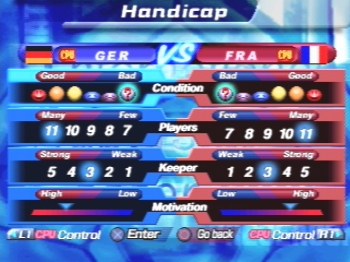 Handicap
CPU GER VS FRA CPU
Good Bad Bad Good
Condition
Many Few Few Many
11 10 9 8 7 Players 7 8 9 10 11
Strong Weak Weak Strong
5 4 3 2 1 Keeper 1 2 3 4 5
High Low Low High
Motivation
L1 CPU Control Enter Go back CPU Control R1